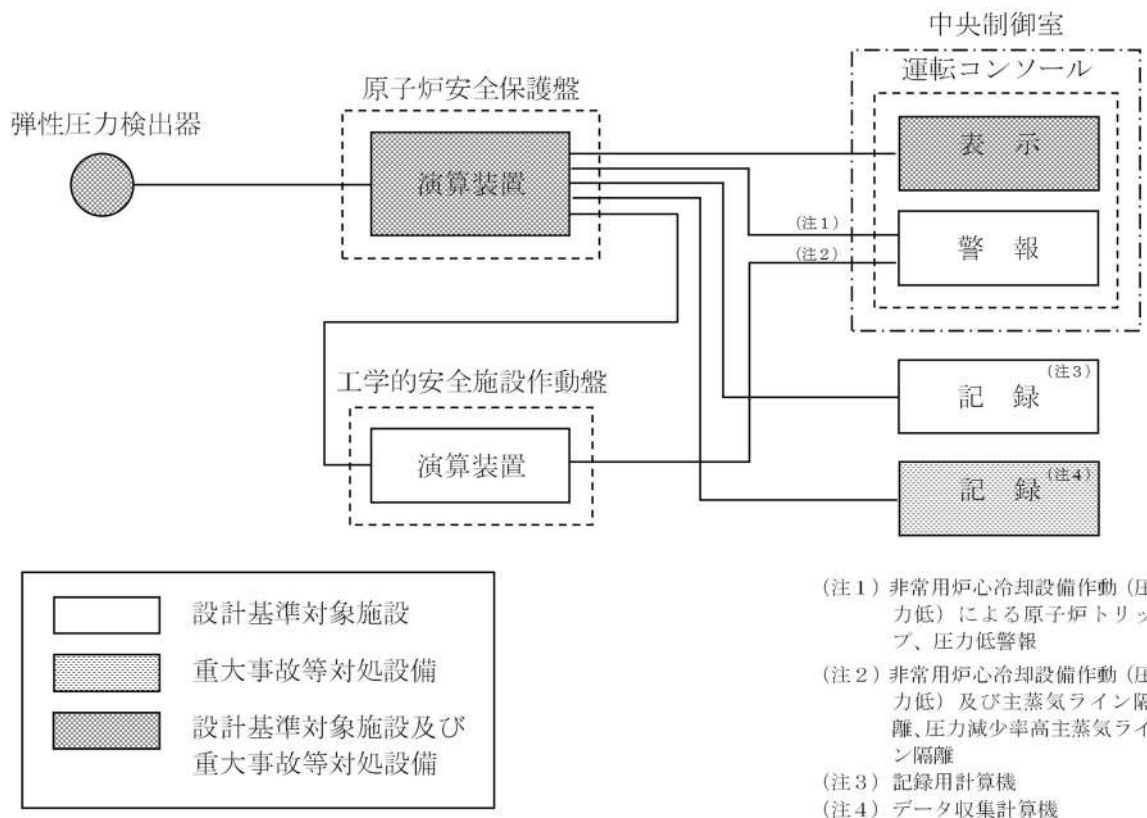 中央制御室
運転コンソール
原子炉安全保護盤
弾性圧力検出器
表 示
演算装置
(注1)
警 報
(注2)
工学的安全施設作動盤
記 録 (注3)
演算装置
記 録 (注4)
設計基準対象施設
重大事故等対処設備
設計基準対象施設及び
重大事故等対処設備
(注1) 非常用炉心冷却設備作動 (圧
力低) による原子炉トリッ
プ、圧力低警報
(注2) 非常用炉心冷却設備作動 (圧
力低) 及び主蒸気ライン隔
離、圧力減少率高主蒸気ライ
ン隔離
(注3) 記録用計算機
(注4) データ収集計算機